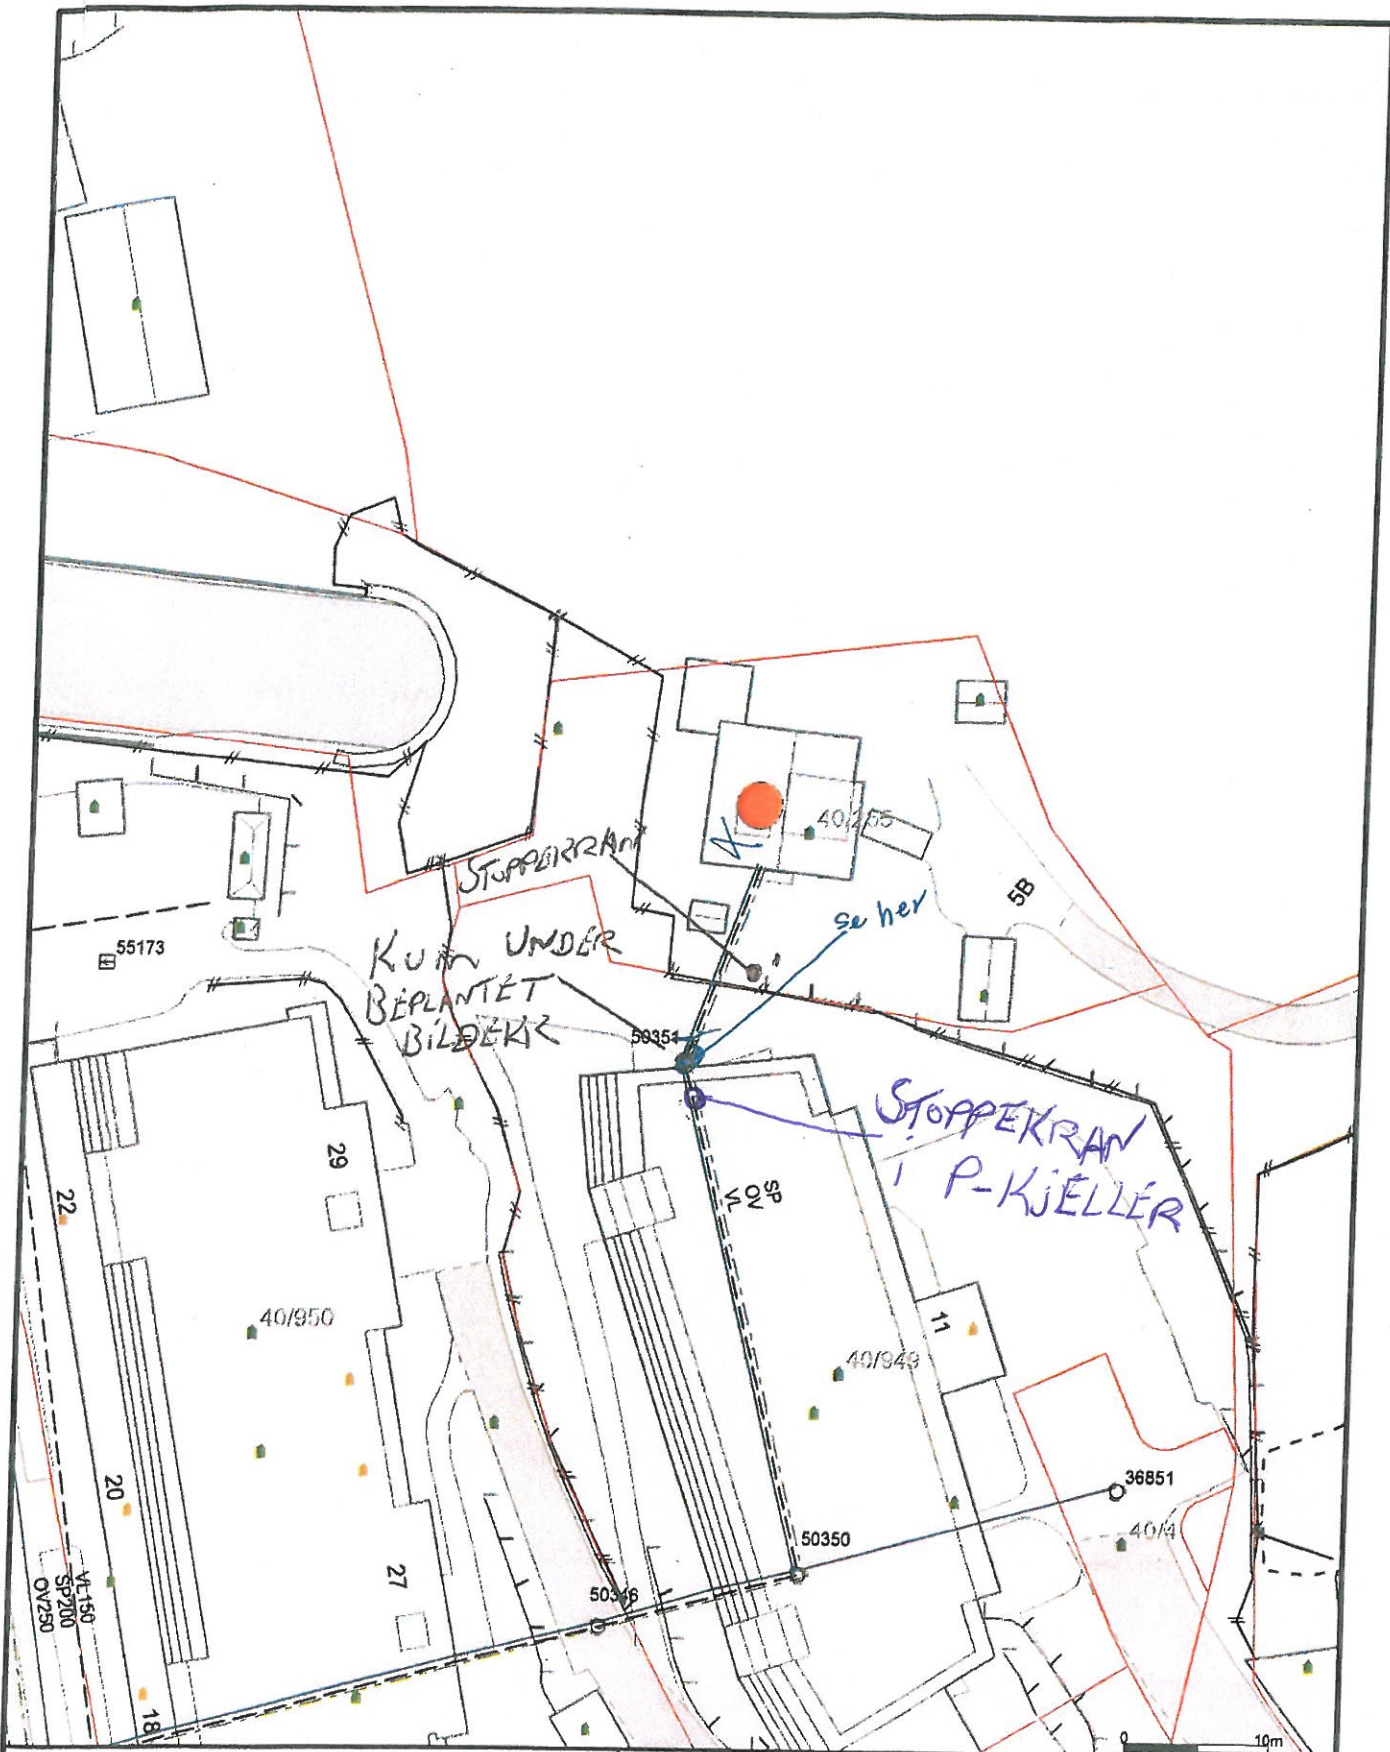 40/265
STOPPEKRAN
5B
se her
KUM UNDER
BEPLANTET
BILDEKK
55173
50351
STOPPEKRAN
i P-KJELLER
29
22
SP
OV
VL
40/950
11
40/949
36851
20
40/4
50350
27
50346
VL150
SP200
OV250
18
0 10m